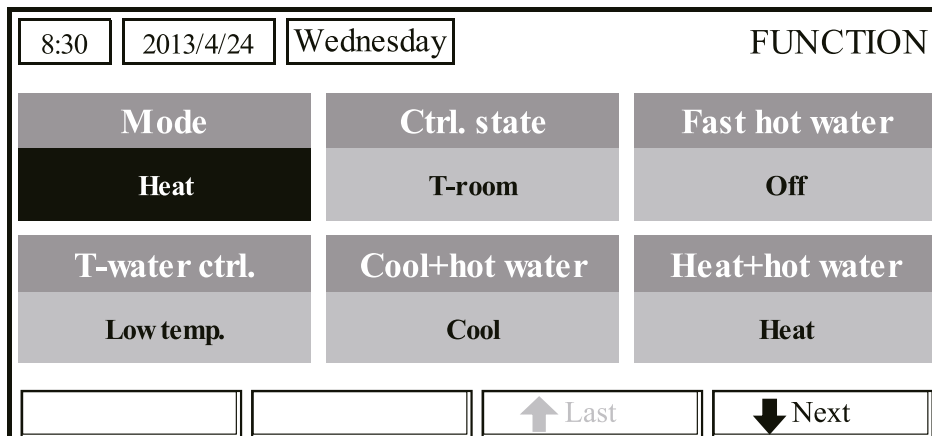 8:30 2013/4/24 Wednesday FUNCTION
Mode Ctrl. state Fast hot water
Heat T-room Off
T-water ctrl. Cool+hot water Heat+hot water
Low temp. Cool Heat
Last Next